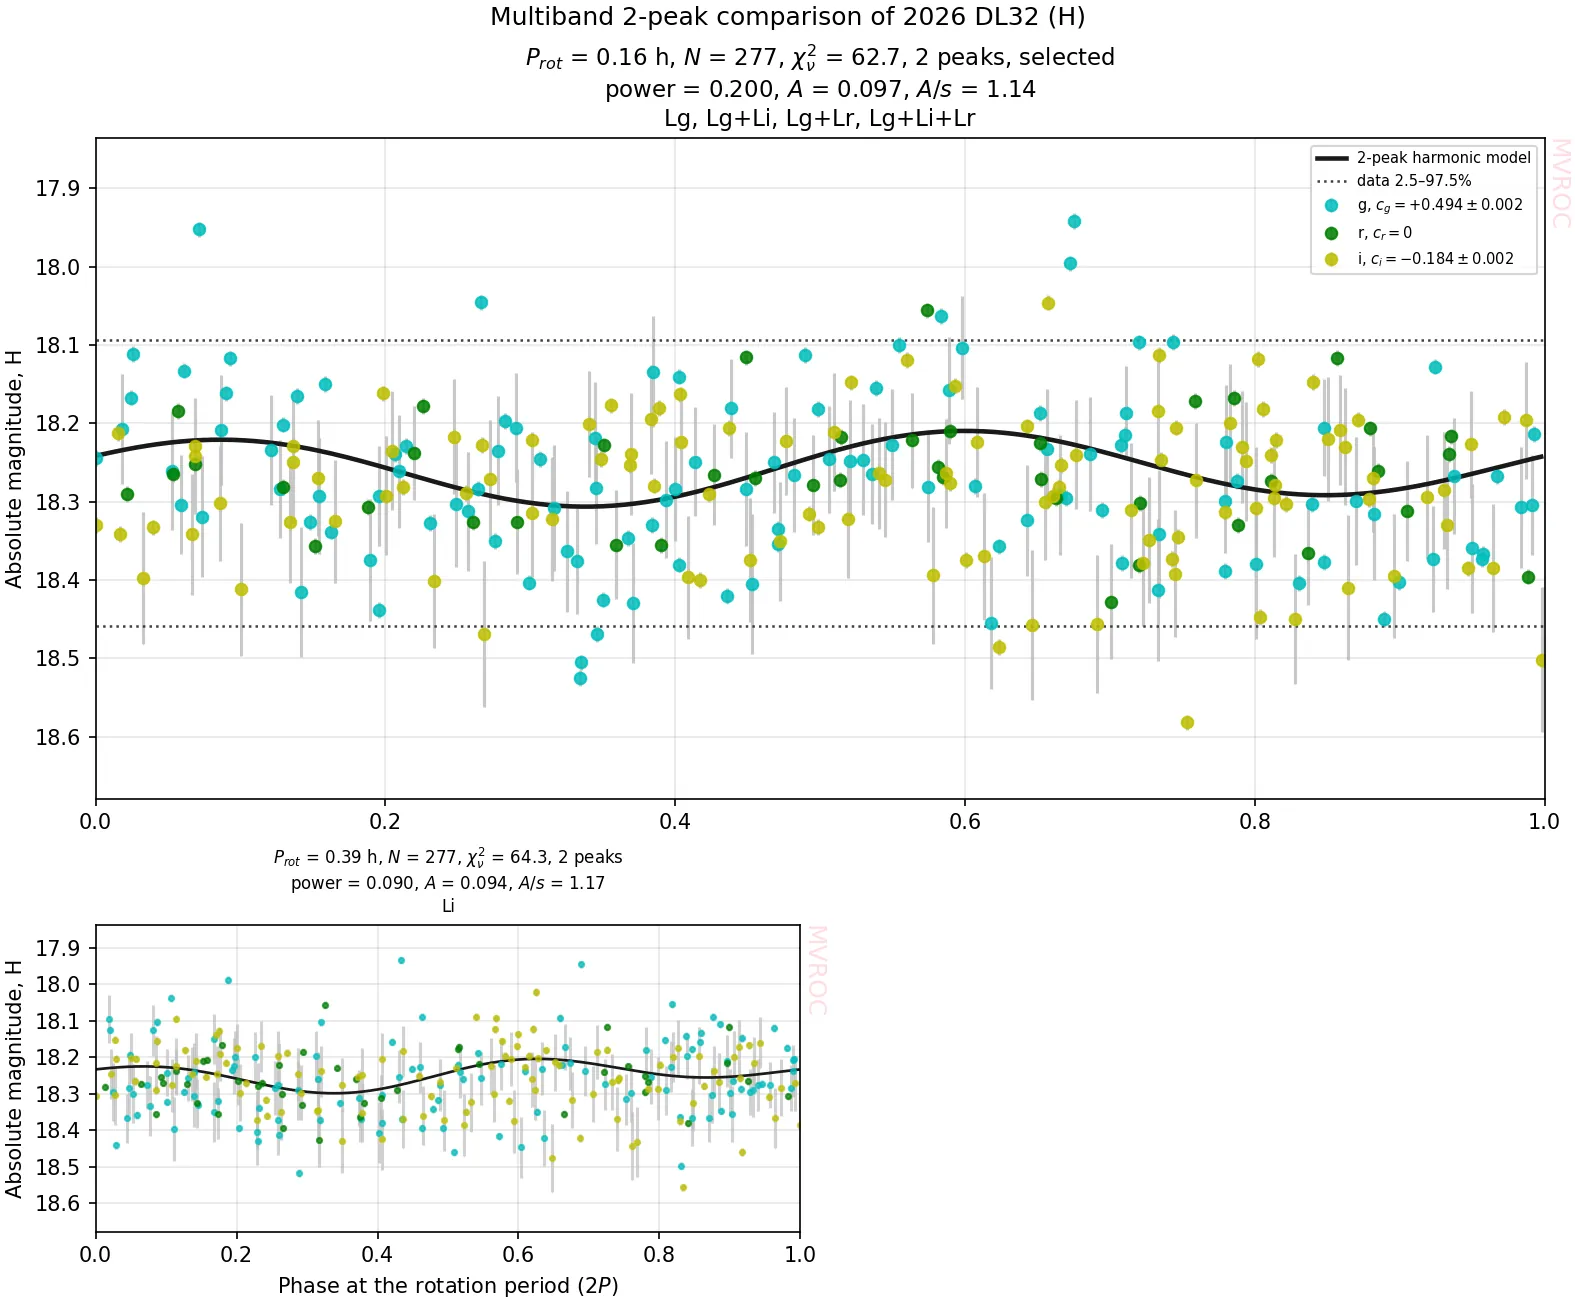 Multiband 2-peak comparison of 2026 DL32 (H)
P_rot = 0.16 h, N = 277, χ²_ν = 62.7, 2 peaks, selected
power = 0.200, A = 0.097, A/s = 1.14
Lg, Lg+Li, Lg+Lr, Lg+Li+Lr
2-peak harmonic model
data 2.5–97.5%
g, c_g = +0.494 ± 0.002
r, c_r = 0
i, c_i = −0.184 ± 0.002
MVROC
Absolute magnitude, H
17.9
18.0
18.1
18.2
18.3
18.4
18.5
18.6
0.0 0.2 0.4 0.6 0.8 1.0
P_rot = 0.39 h, N = 277, χ²_ν = 64.3, 2 peaks
power = 0.090, A = 0.094, A/s = 1.17
Li
MVROC
Absolute magnitude, H
17.9
18.0
18.1
18.2
18.3
18.4
18.5
18.6
0.0 0.2 0.4 0.6 0.8 1.0
Phase at the rotation period (2P)